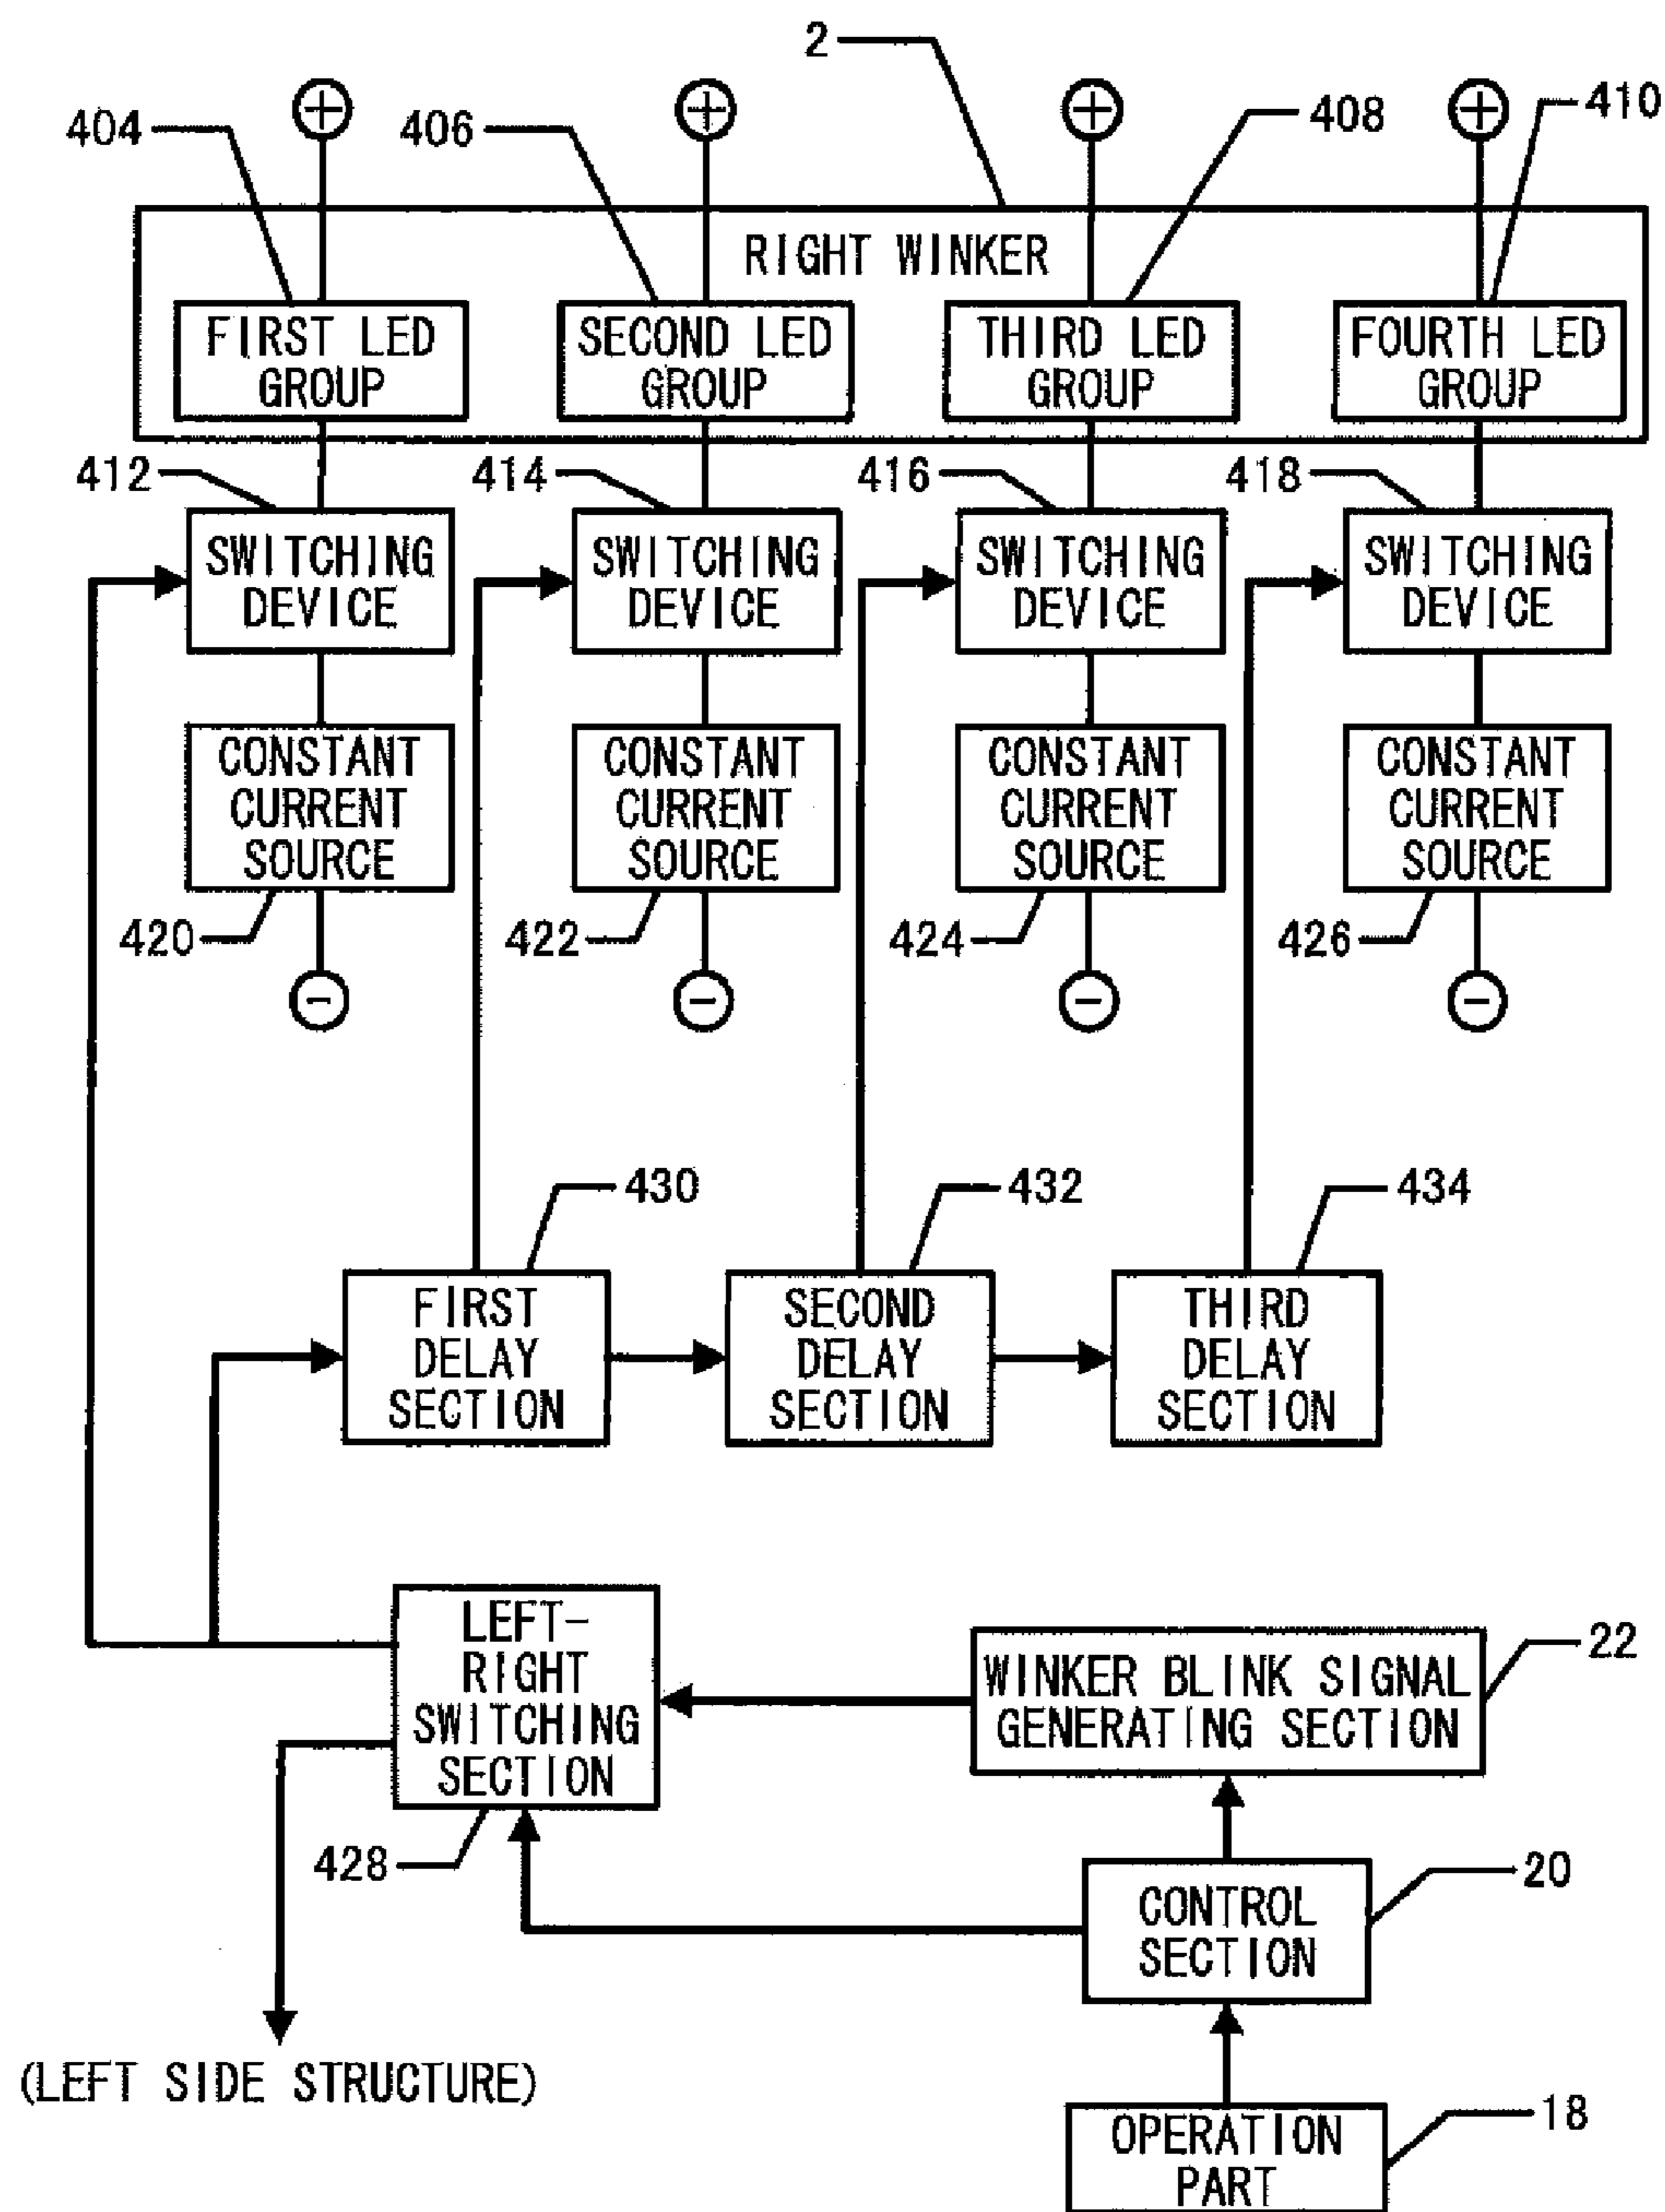 2
+ + + +
404 406 408 410
RIGHT WINKER
FIRST LED
GROUP
SECOND LED
GROUP
THIRD LED
GROUP
FOURTH LED
GROUP
412 414 416 418
SWITCHING
DEVICE
SWITCHING
DEVICE
SWITCHING
DEVICE
SWITCHING
DEVICE
CONSTANT
CURRENT
SOURCE
CONSTANT
CURRENT
SOURCE
CONSTANT
CURRENT
SOURCE
CONSTANT
CURRENT
SOURCE
420 422 424 426
- - - -
430 432 434
FIRST
DELAY
SECTION
SECOND
DELAY
SECTION
THIRD
DELAY
SECTION
LEFT-
RIGHT
SWITCHING
SECTION
428
WINKER BLINK SIGNAL
GENERATING SECTION
22
CONTROL
SECTION
20
(LEFT SIDE STRUCTURE)
OPERATION
PART
18